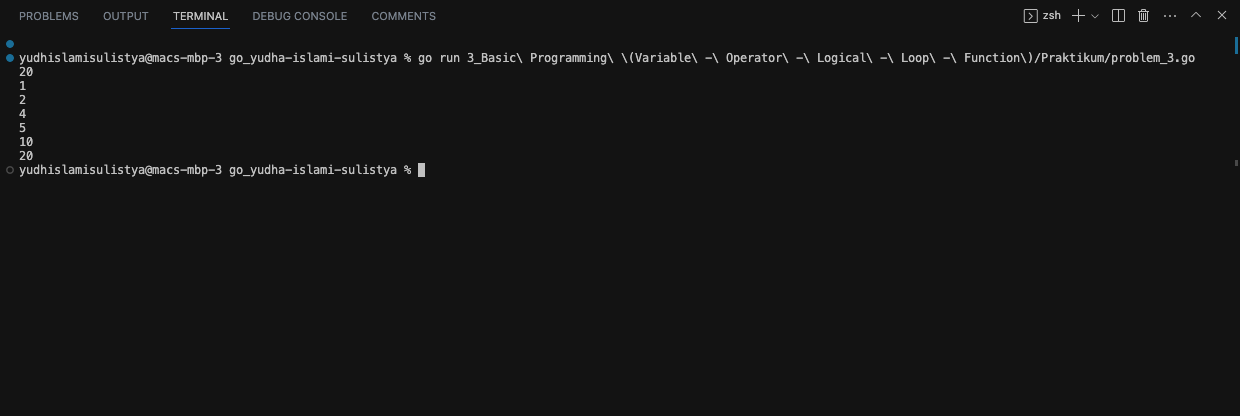 PROBLEMS OUTPUT TERMINAL DEBUG CONSOLE COMMENTS zsh
yudhislamisulistya@macs-mbp-3 go_yudha-islami-sulistya % go run 3_Basic\ Programming\ \(Variable\ -\ Operator\ -\ Logical\ -\ Loop\ -\ Function\)/Praktikum/problem_3.go
20
1
2
4
5
10
20
yudhislamisulistya@macs-mbp-3 go_yudha-islami-sulistya %